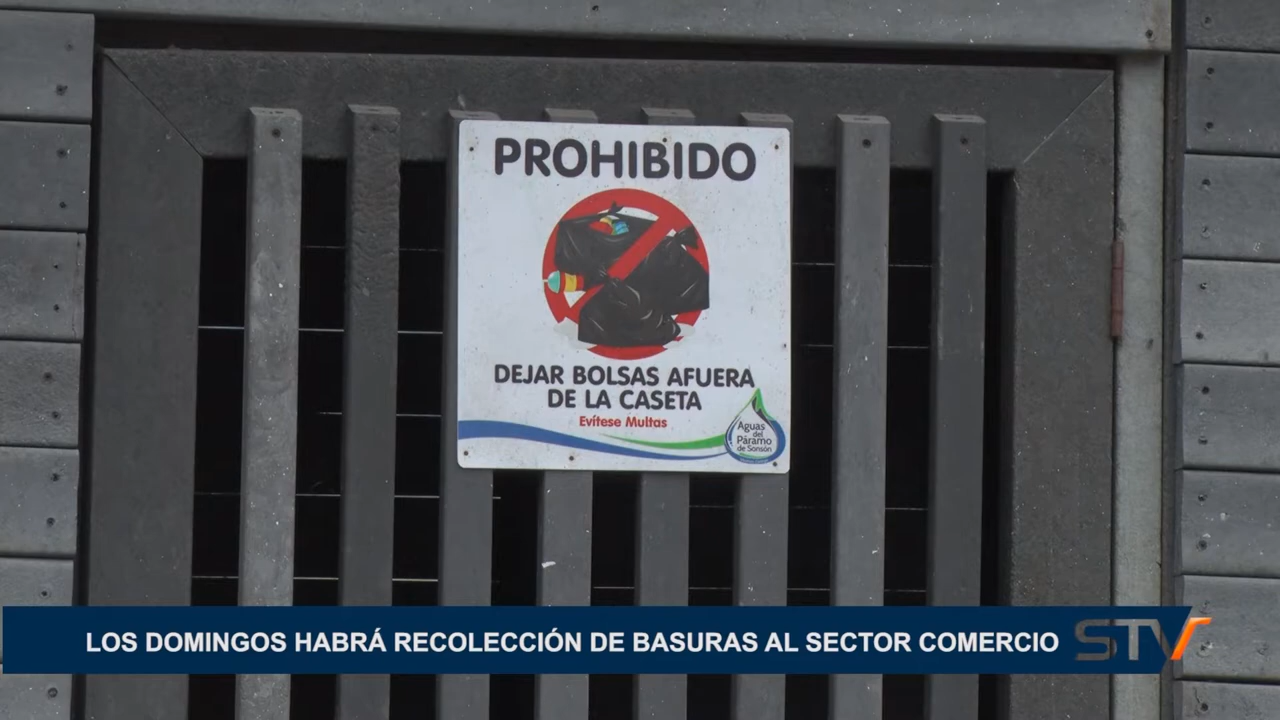 PROHIBIDO
DEJAR BOLSAS AFUERA
DE LA CASETA
Evítese Multas
Aguas
del
Páramo
de Sonsón
LOS DOMINGOS HABRÁ RECOLECCIÓN DE BASURAS AL SECTOR COMERCIO
STV